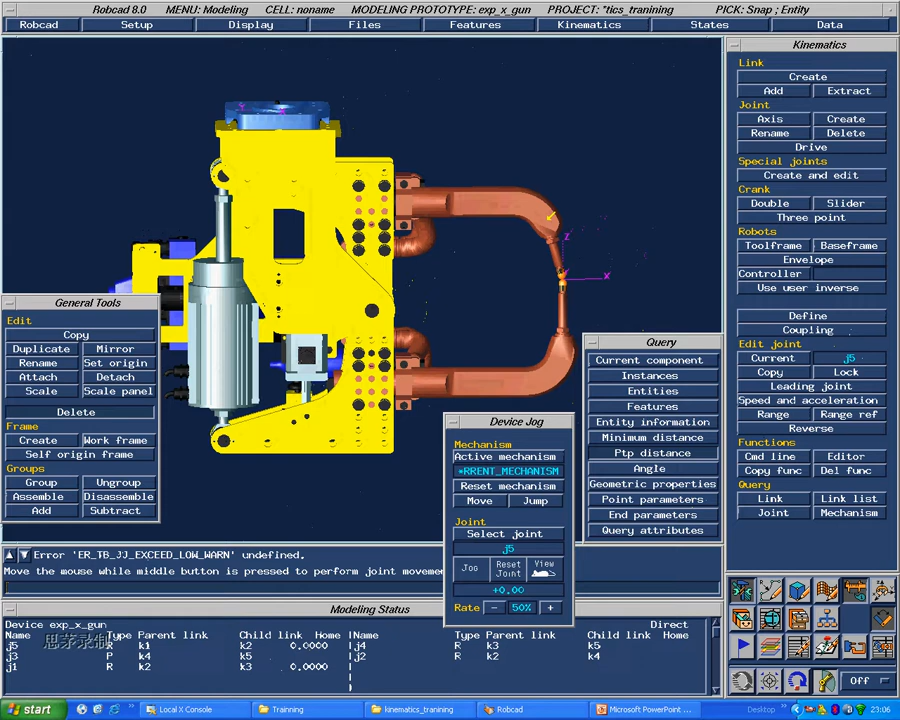 Robcad 8.0 MENU: Modeling CELL: noname MODELING PROTOTYPE: exp_x_gun PROJECT: "tics_tranining PICK: Snap ; Entity
Robcad Setup Display Files Features Kinematics States Data
Kinematics
Link
Create
Add Extract
Joint
Axis Create
Rename Delete
Drive
Special joints
Create and edit
Crank
Double Slider
Three point
Robots
Toolframe Baseframe
Envelope
Controller
Use user inverse
Define
Coupling
Edit joint
Current j5
Copy Lock
Leading joint
Speed and acceleration
Range Range ref
Reverse
Functions
Cmd line Editor
Copy func Del func
Query
Link Link list
Joint Mechanism
Off
Z
X
General Tools
Edit
Copy
Duplicate Mirror
Rename Set origin
Attach Detach
Scale Scale panel
Delete
Frame
Create Work frame
Self origin frame
Groups
Group Ungroup
Assemble Disassemble
Add Subtract
Query
Current component
Instances
Entities
Features
Entity information
Minimum distance
Ptp distance
Angle
Geometric properties
Point parameters
End parameters
Query attributes
Device Jog
Mechanism
Active mechanism
*RRENT_MECHANISM
Reset mechanism
Move Jump
Joint
Select joint
j5
Jog Reset Joint View
+0.00
Rate - 50% +
Error 'ER_TB_JJ_EXCEED_LOW_WARN' undefined.
Move the mouse while middle button is pressed to perform joint moveme
Modeling Status
Device exp_x_gun Direct
Name Type Parent link Child link Home |Name Parent link Child link Home
j5 R k1 k2 0.0000 |j4 R k3 k5
j3 R k4 k5 |j2 R k2 k4
j1 R k2 k3 0.0000
思茅录制
start Local X Console Tranning kinematics_tranining Robcad Microsoft PowerPoint ... Desktop 23:06